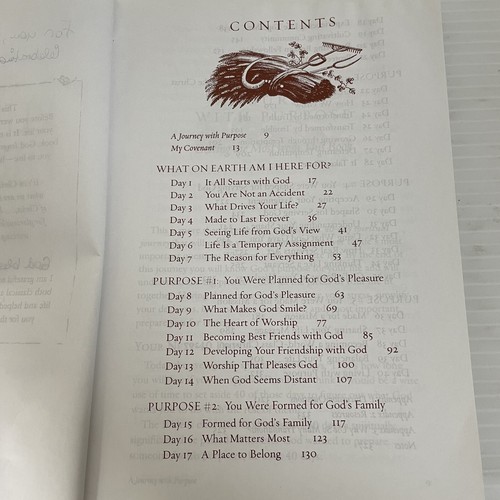 CONTENTS
A Journey with Purpose 9
My Covenant 13
WHAT ON EARTH AM I HERE FOR?
Day 1 It All Starts with God 17
Day 2 You Are Not an Accident 22
Day 3 What Drives Your Life? 27
Day 4 Made to Last Forever 36
Day 5 Seeing Life from God's View 41
Day 6 Life Is a Temporary Assignment 47
Day 7 The Reason for Everything 53
PURPOSE #1: You Were Planned for God's Pleasure
Day 8 Planned for God's Pleasure 63
Day 9 What Makes God Smile? 69
Day 10 The Heart of Worship 77
Day 11 Becoming Best Friends with God 85
Day 12 Developing Your Friendship with God 92
Day 13 Worship That Pleases God 100
Day 14 When God Seems Distant 107
PURPOSE #2: You Were Formed for God's Family
Day 15 Formed for God's Family 117
Day 16 What Matters Most 123
Day 17 A Place to Belong 130